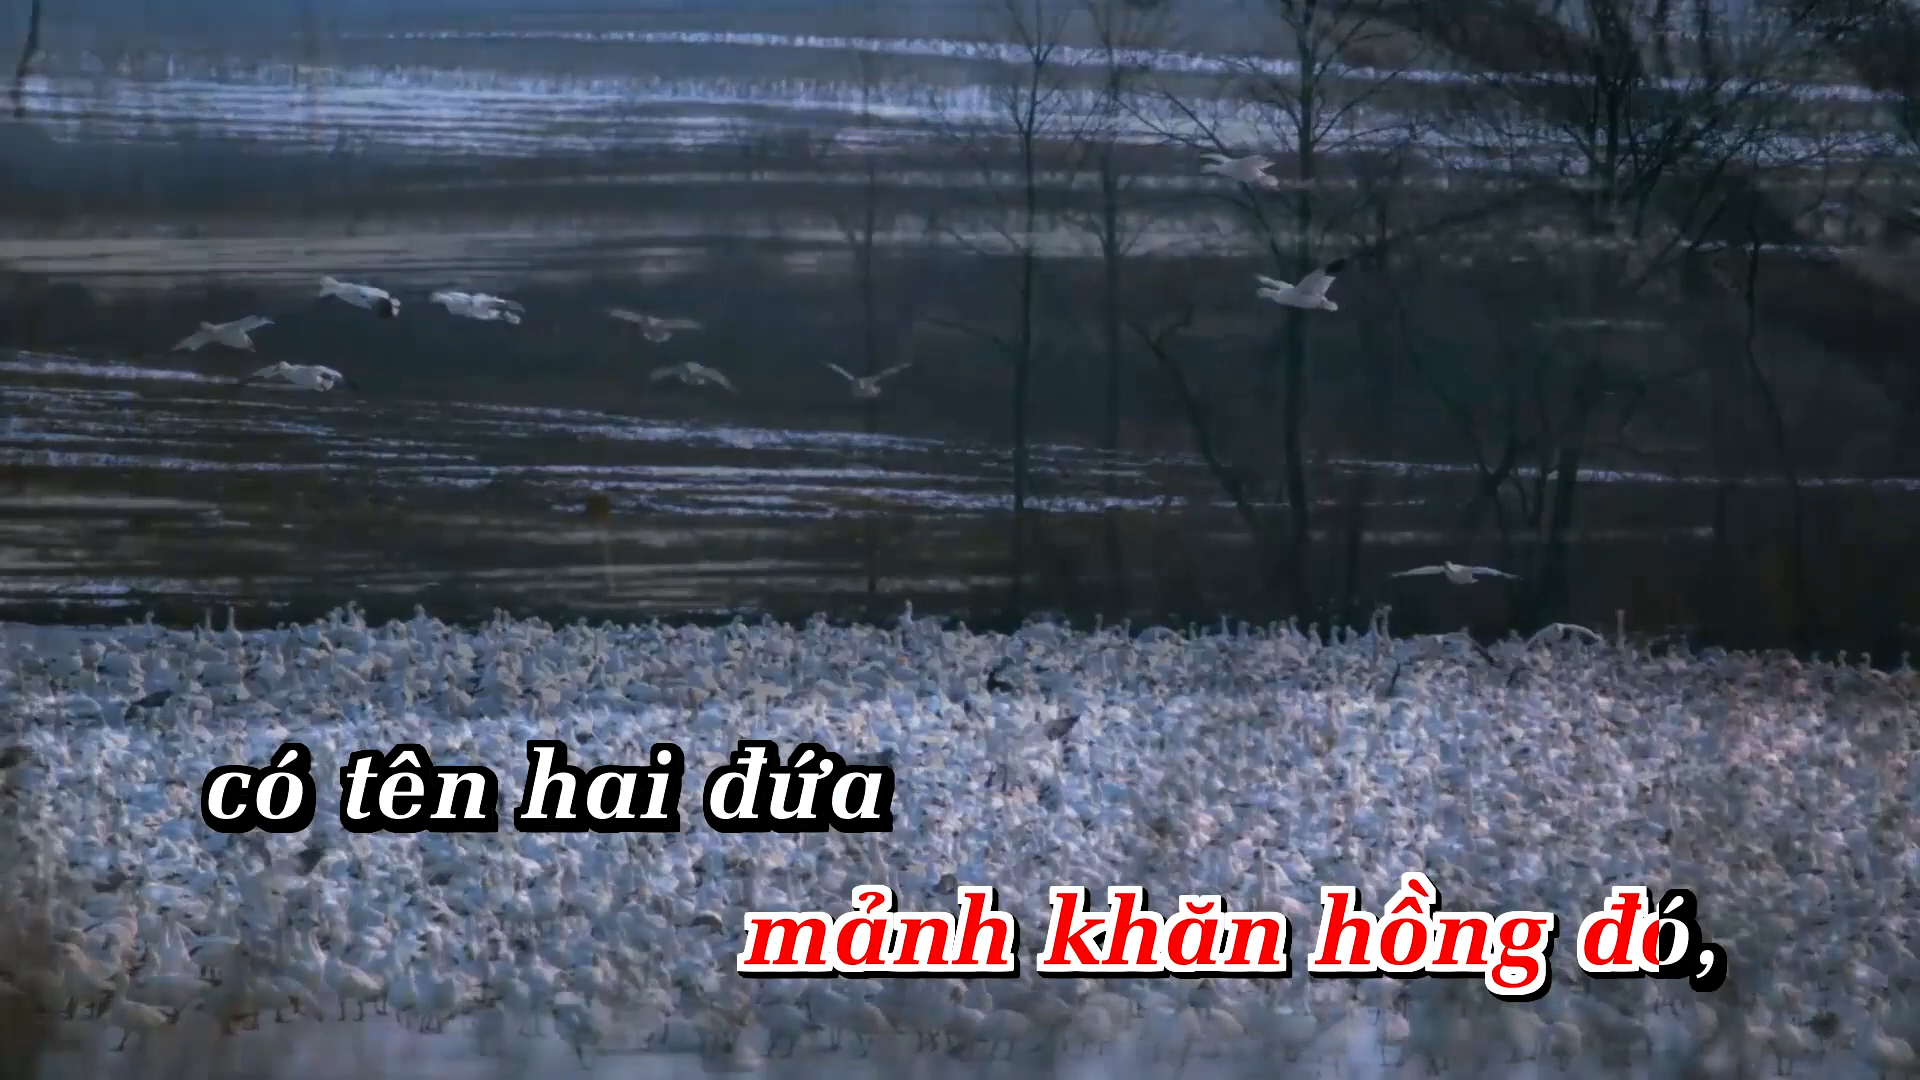 có tên hai đứa
mảnh khăn hồng đó,